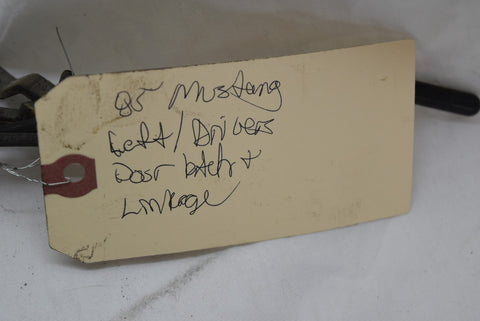 85 Mustang
Left/Drivers
Door latch +
Linkage